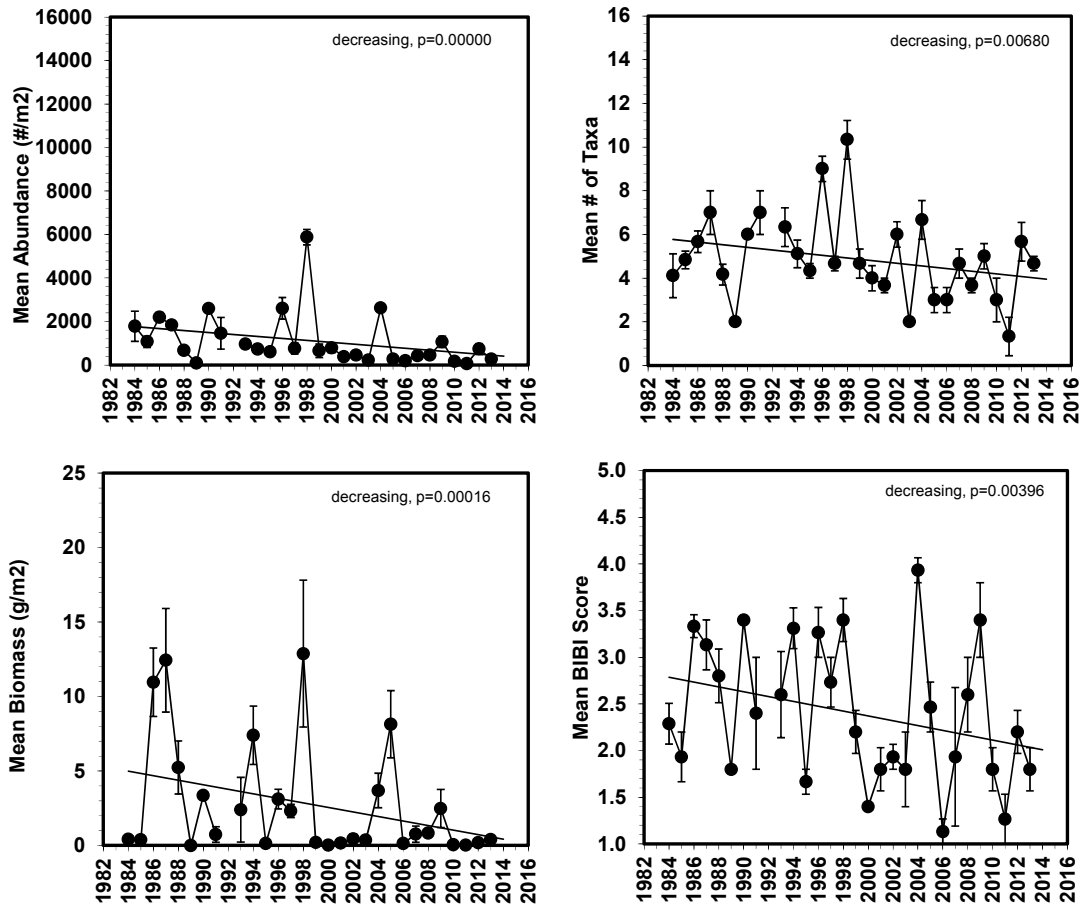 decreasing, p=0.00000
Mean Abundance (#/m2)
16000
14000
12000
10000
8000
6000
4000
2000
0
1982 1984 1986 1988 1990 1992 1994 1996 1998 2000 2002 2004 2006 2008 2010 2012 2014 2016
decreasing, p=0.00680
Mean # of Taxa
16
14
12
10
8
6
4
2
0
1982 1984 1986 1988 1990 1992 1994 1996 1998 2000 2002 2004 2006 2008 2010 2012 2014 2016
decreasing, p=0.00016
Mean Biomass (g/m2)
25
20
15
10
5
0
1982 1984 1986 1988 1990 1992 1994 1996 1998 2000 2002 2004 2006 2008 2010 2012 2014 2016
decreasing, p=0.00396
Mean BIBI Score
5.0
4.5
4.0
3.5
3.0
2.5
2.0
1.5
1.0
1982 1984 1986 1988 1990 1992 1994 1996 1998 2000 2002 2004 2006 2008 2010 2012 2014 2016